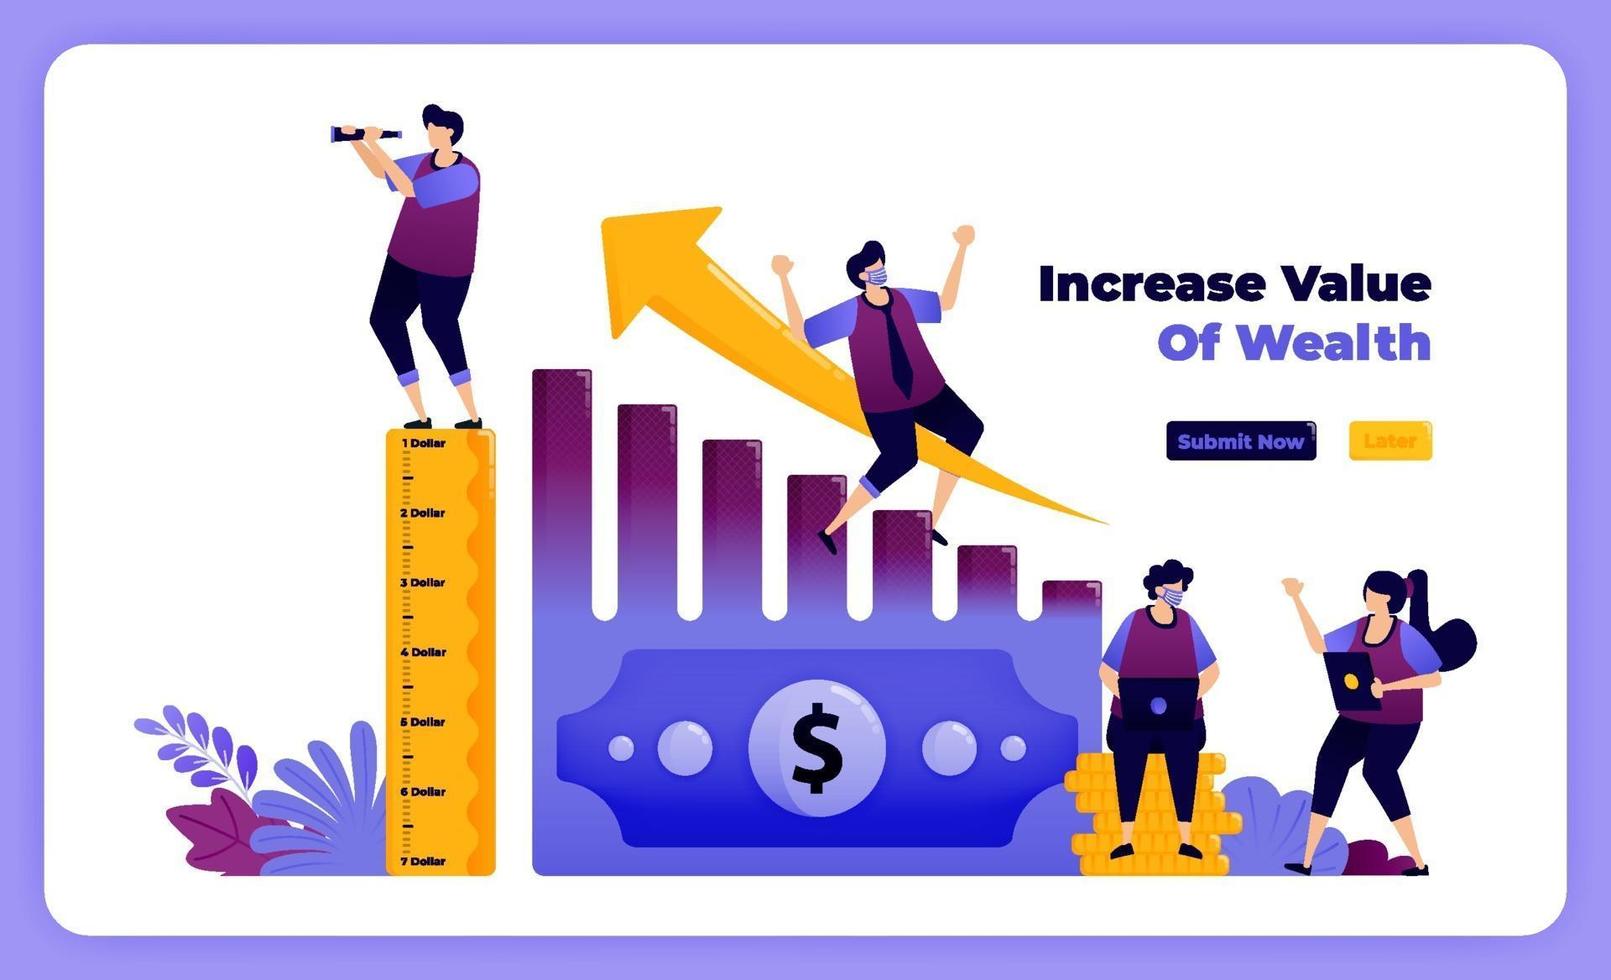 Increase Value
Of Wealth
Submit Now
Later
1 Dollar
2 Dollar
3 Dollar
4 Dollar
5 Dollar
6 Dollar
7 Dollar
$